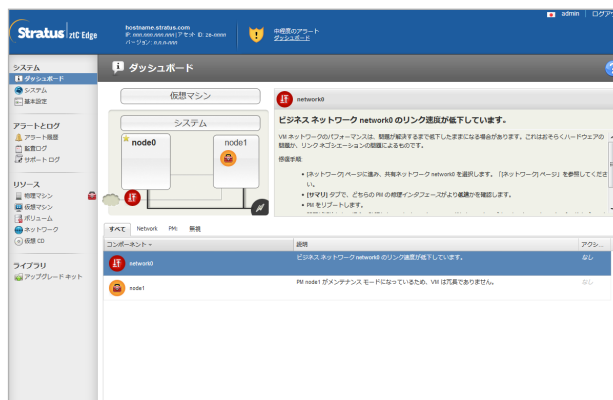 admin | ログアウ
Stratus ztC Edge
hostname.stratus.com
IP: nnn.nnn.nnn.nnn | アセット ID: ze-nnnn
バージョン: n.n.n-nnn
中程度のアラート
ダッシュボード
システム
ダッシュボード
システム
基本設定
アラートとログ
アラート履歴
監査ログ
サポート ログ
リソース
物理マシン
仮想マシン
ボリューム
ネットワーク
仮想 CD
ライブラリ
アップグレード キット
ダッシュボード
仮想マシン
システム
node0
node1
network0
ビジネス ネットワーク network0 のリンク速度が低下しています。
VM ネットワークのパフォーマンスは、問題が解決するまで低下したままになる場合があります。これはおそらくハードウェアの
問題か、リンク ネゴシエーションの問題によるものです。
修復手順
• [ネットワーク] ページに進み、共有ネットワーク network0 を選択します。「[ネットワーク] ページ」を参照してくださ
い。
• [サマリ] タブで、どちらの PM の物理インタフェースがより低速かを確認します。
• PM をリブートします。
すべて Network PM: 無視
コンポーネント 説明 アクシ...
network0 ビジネス ネットワーク network0 のリンク速度が低下しています。 なし
node1 PM node1 がメンテナンス モードになっているため、VM は冗長でありません。 なし